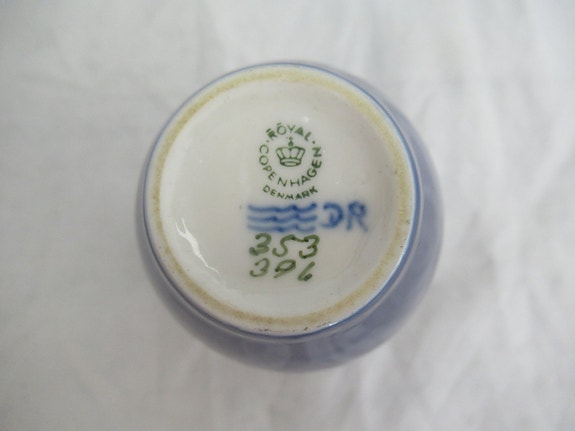 ROYAL
COPENHAGEN
DENMARK
DR
353
396